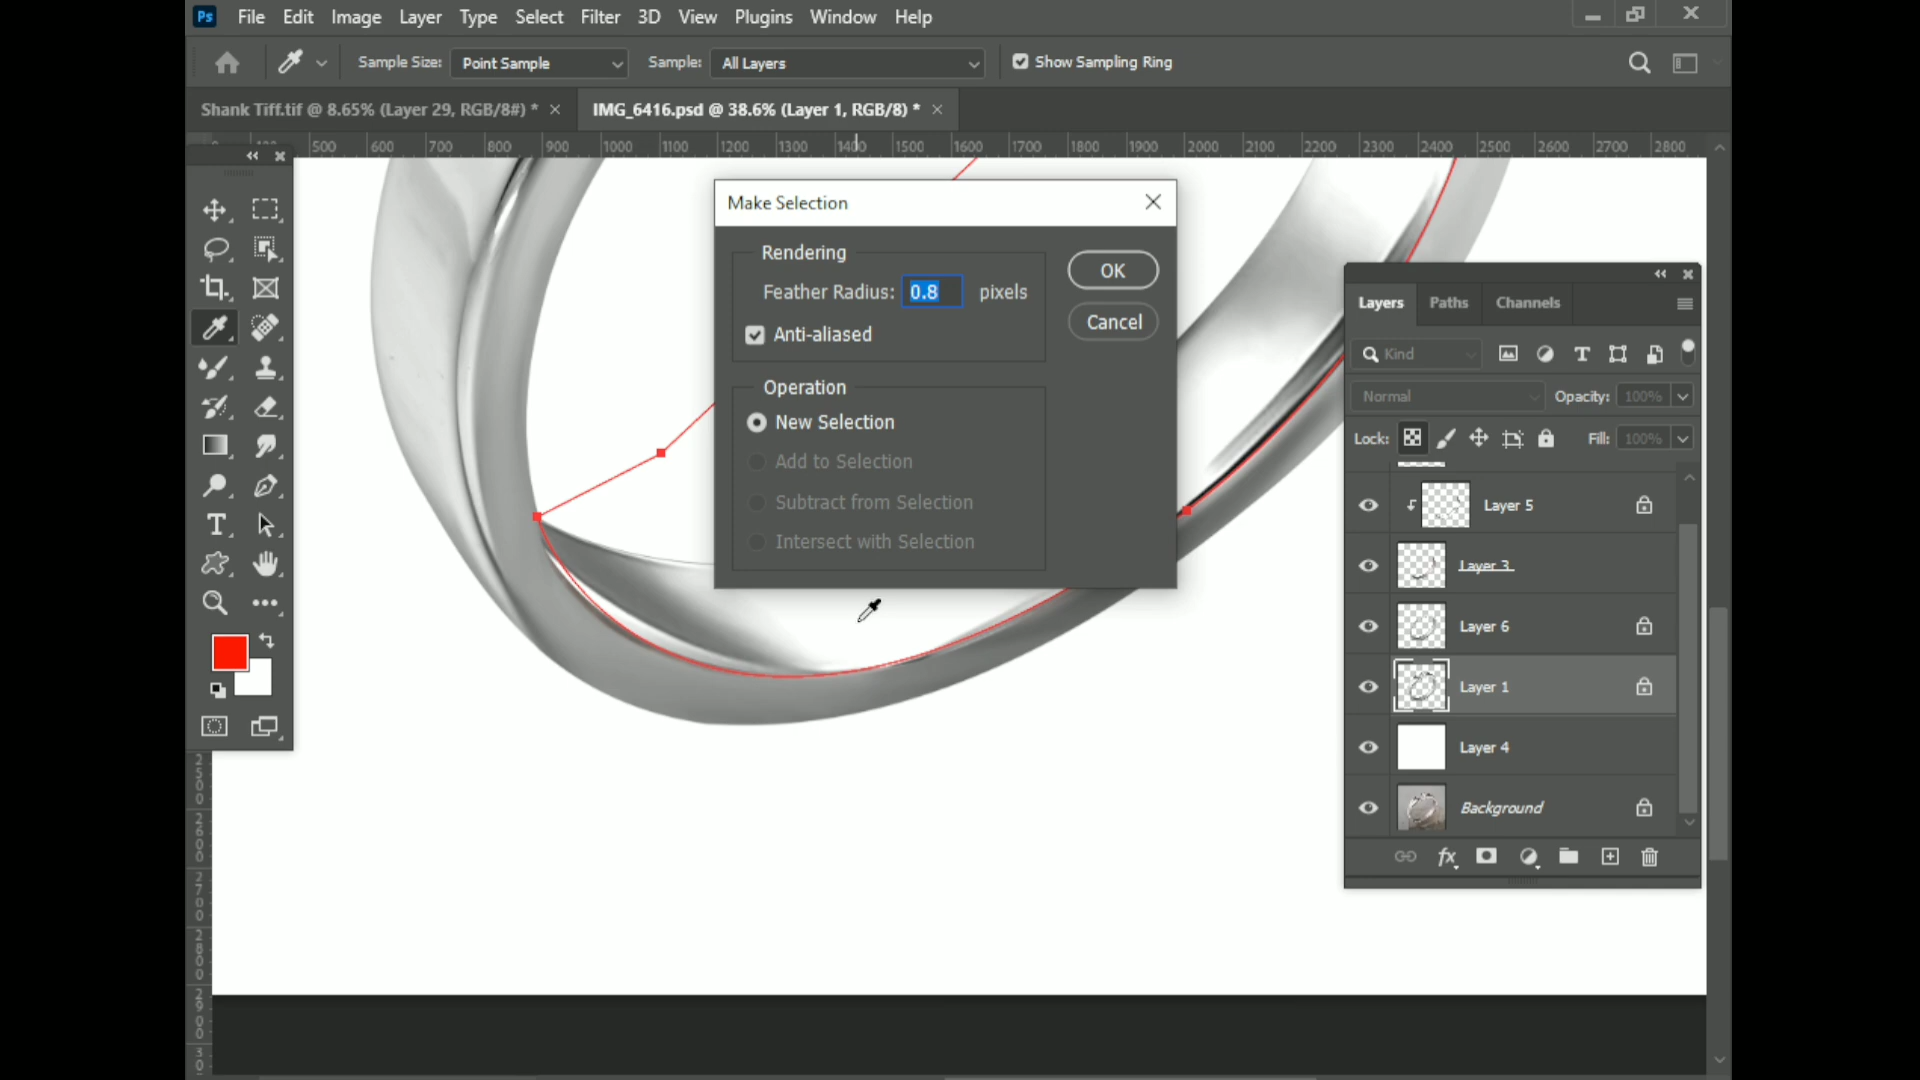 Ps File Edit Image Layer Type Select Filter 3D View Plugins Window Help
Sample Size: Point Sample Sample: All Layers Show Sampling Ring
Shank Tiff.tif @ 8.65% (Layer 29, RGB/8#) * IMG_6416.psd @ 38.6% (Layer 1, RGB/8) *
500 600 700 800 900 1000 1100 1200 1300 1400 1500 1600 1700 1800 1900 2000 2100 2200 2300 2400 2500 2600 2700 2800
Make Selection
Rendering
Feather Radius: 0.8 pixels
Anti-aliased
OK
Cancel
Operation
New Selection
Add to Selection
Subtract from Selection
Intersect with Selection
Layers Paths Channels
Kind
Normal Opacity: 100%
Lock: Fill: 100%
Layer 5
Layer 3
Layer 6
Layer 1
Layer 4
Background
2500
2600
2700
2800
2900